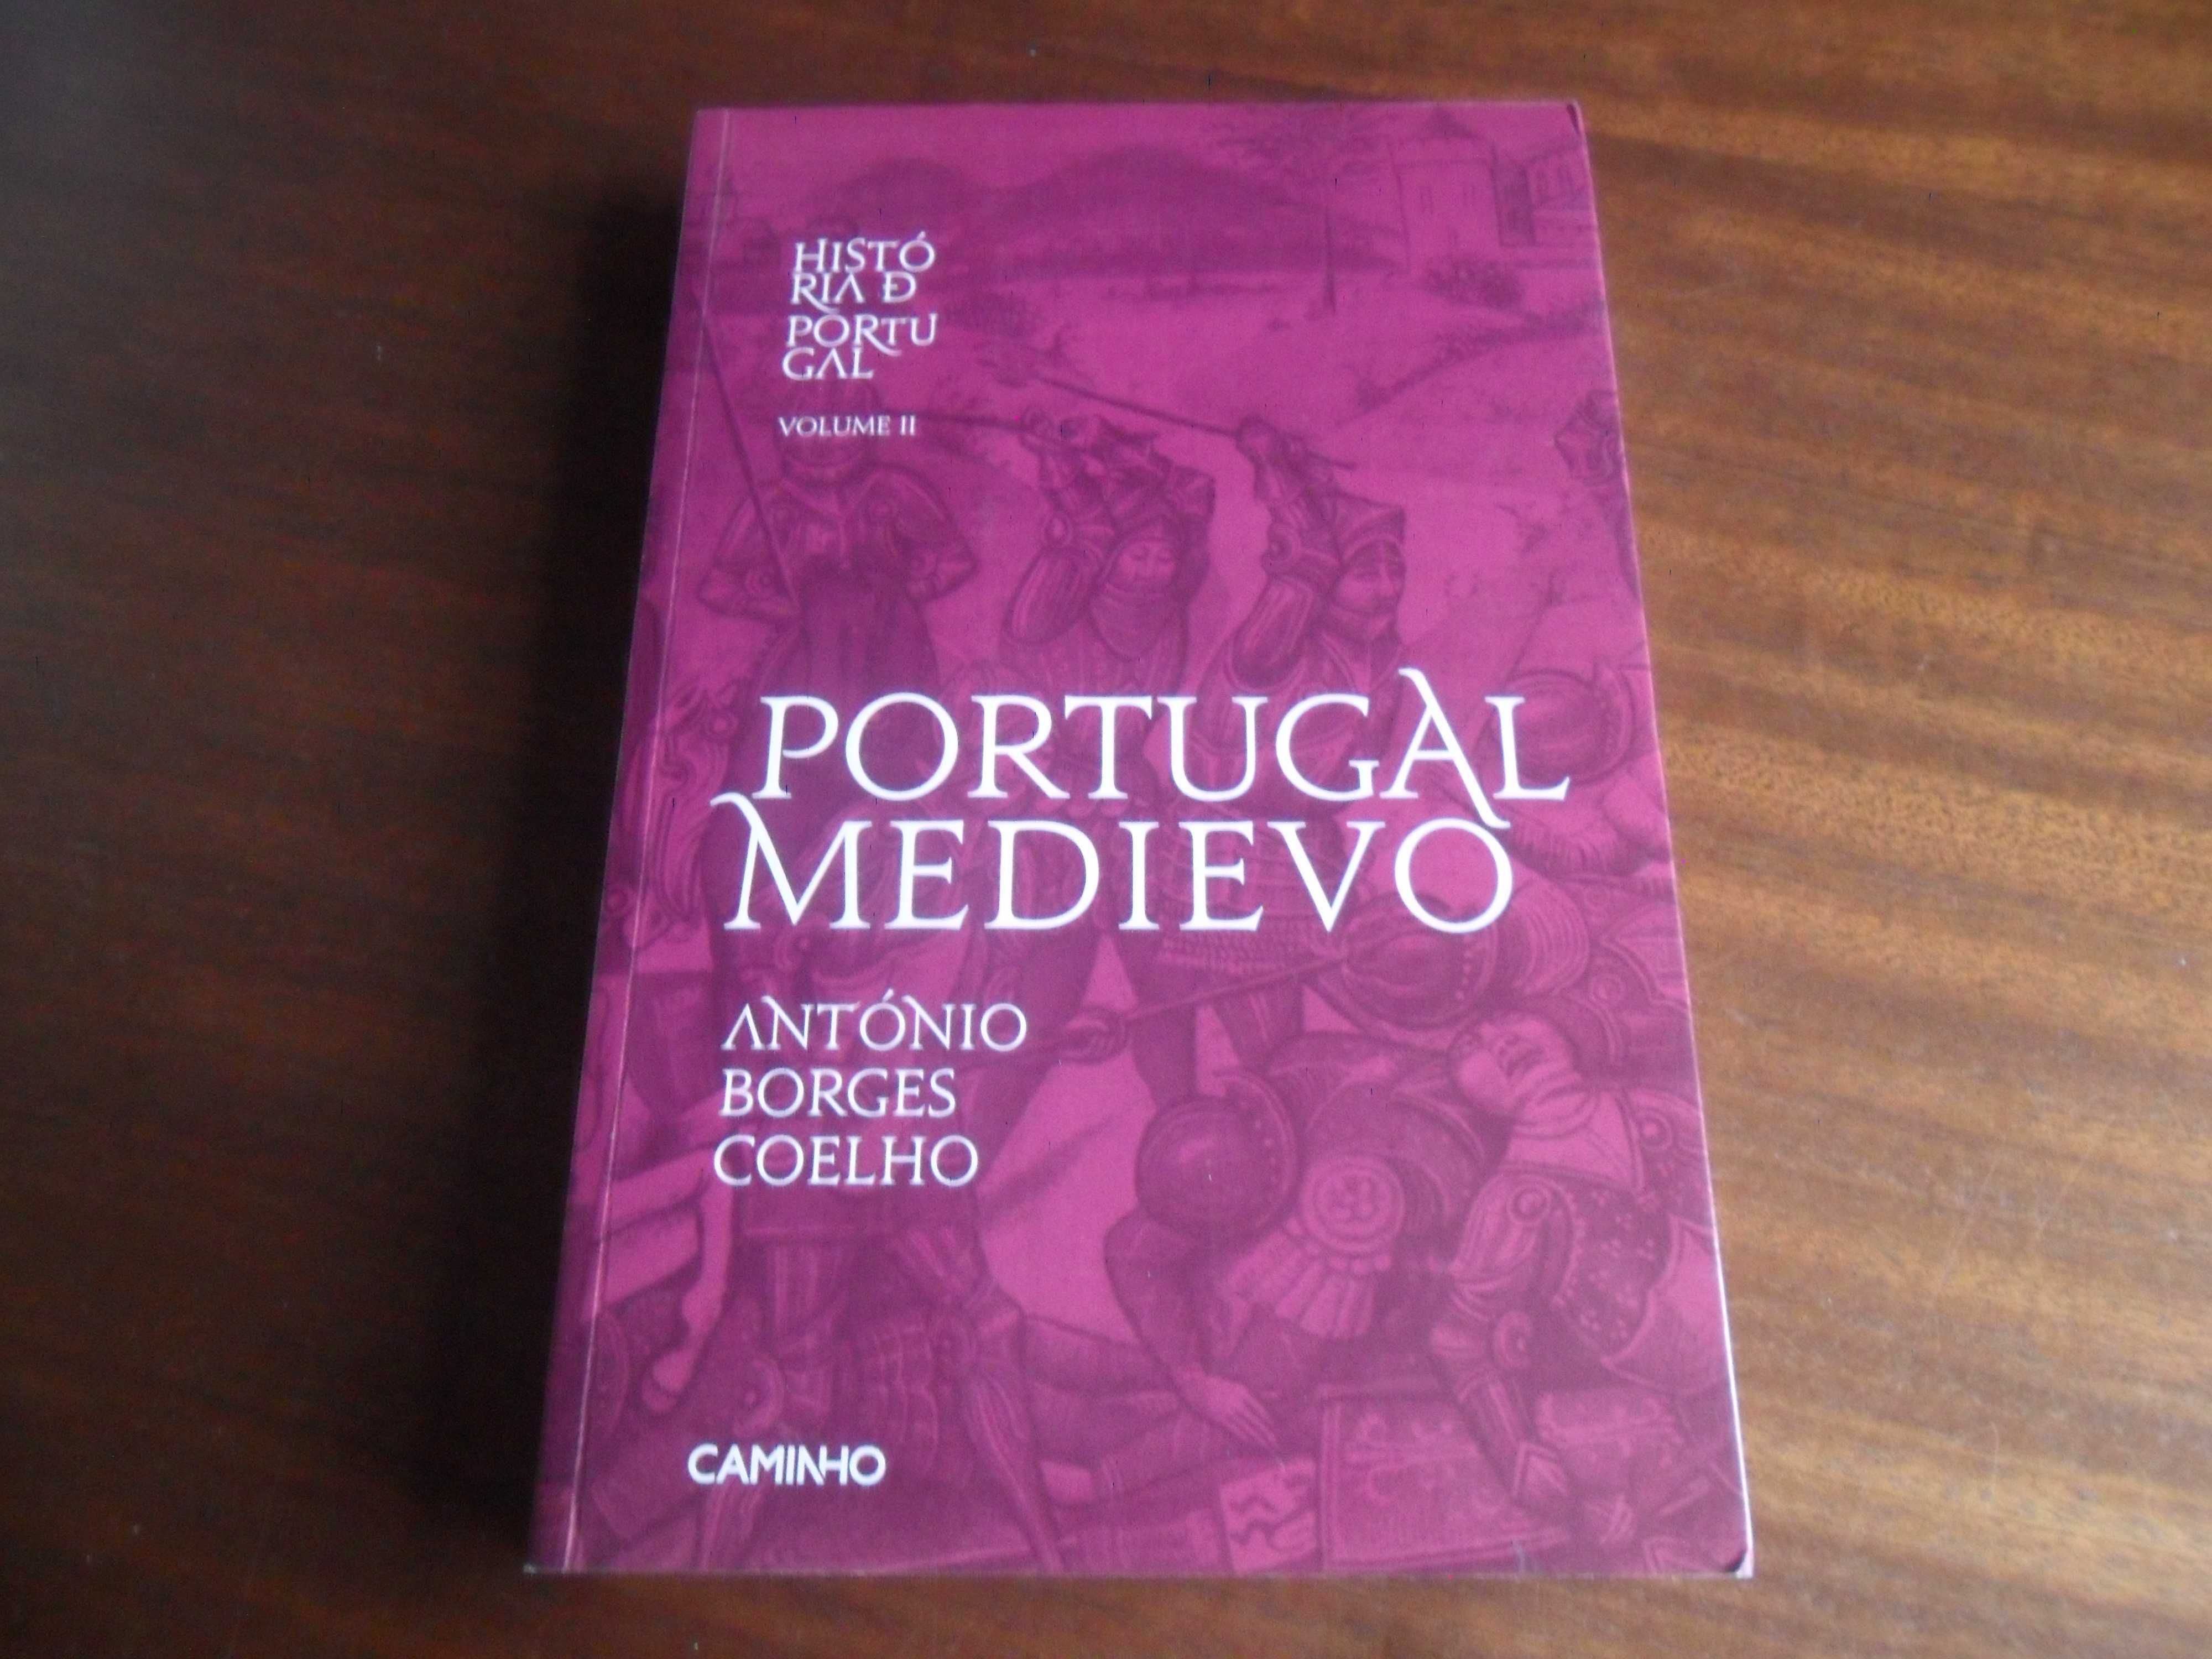 HISTÓ
RIA Ð
PORTU
GAL
VOLUME II
PORTUGAL
MEDIEVO
ANTÓNIO
BORGES
COELHO
CAMINHO